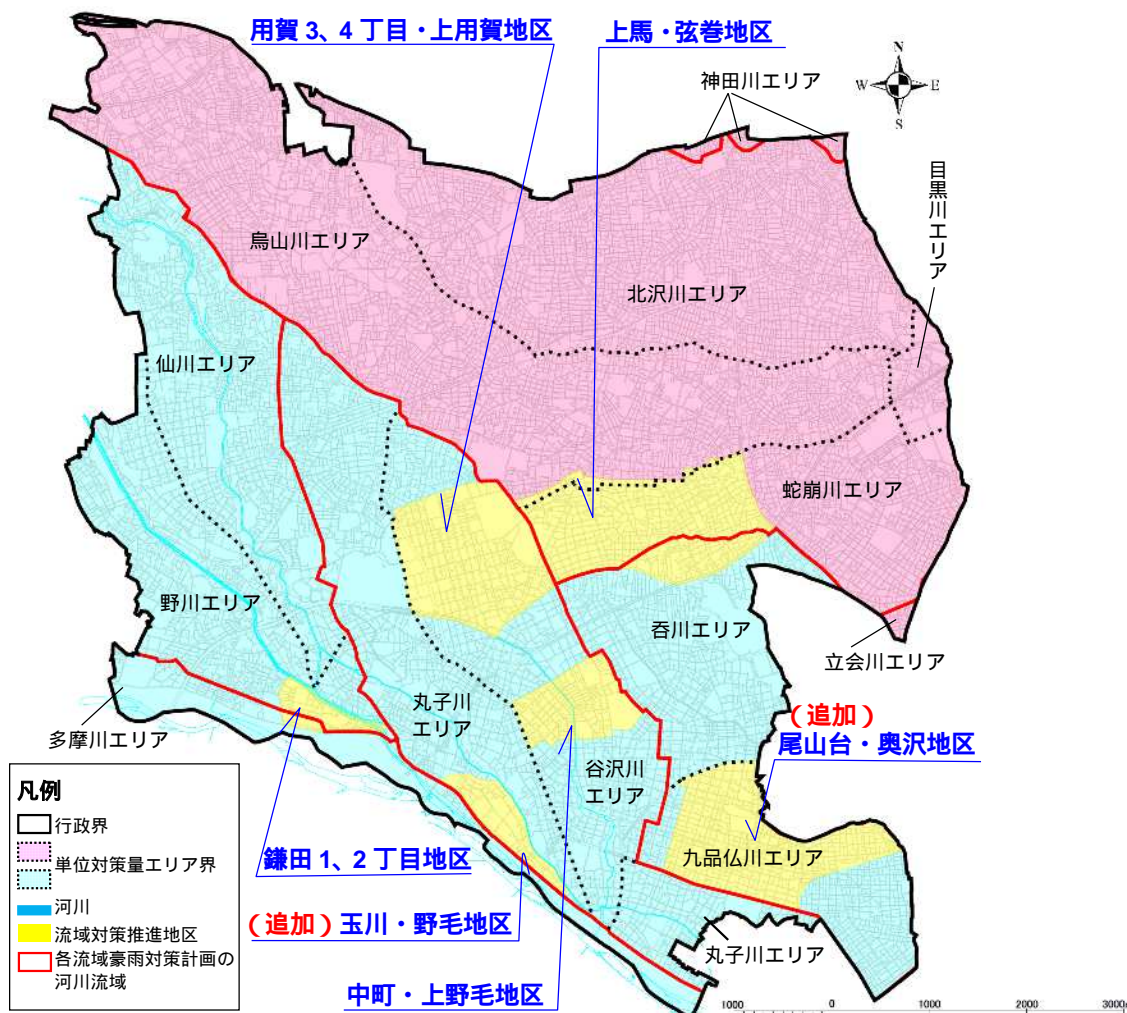 用賀3、4丁目・上用賀地区
上馬・弦巻地区
N
W
E
S
神田川エリア
目黒川エリア
烏山川エリア
北沢川エリア
仙川エリア
蛇崩川エリア
野川エリア
呑川エリア
立会川エリア
多摩川エリア
丸子川
エリア
谷沢川
エリア
(追加)
尾山台・奥沢地区
九品仏川エリア
丸子川エリア
鎌田1、2丁目地区
(追加)玉川・野毛地区
中町・上野毛地区
凡例
行政界
単位対策量エリア界
河川
流域対策推進地区
各流域豪雨対策計画の
河川流域
1000 0 1000 2000 3000